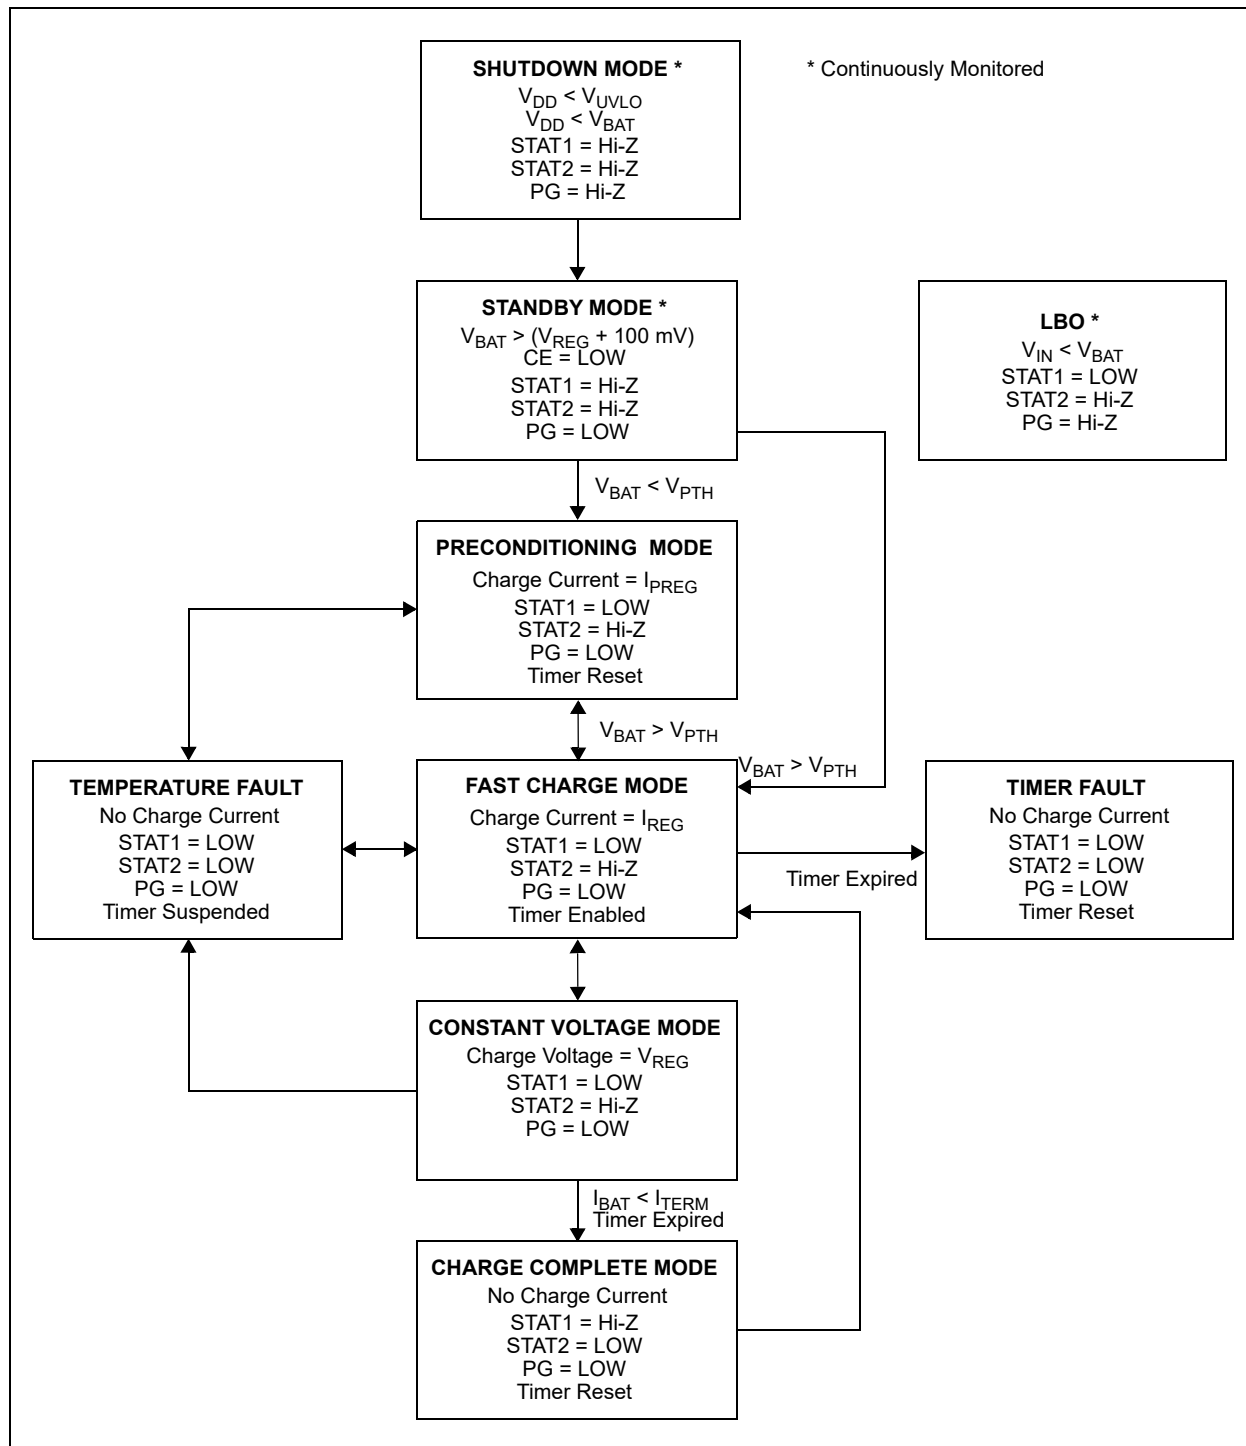 SHUTDOWN MODE *
V_DD < V_UVLO
V_DD < V_BAT
STAT1 = Hi-Z
STAT2 = Hi-Z
PG = Hi-Z
* Continuously Monitored
STANDBY MODE *
V_BAT > (V_REG + 100 mV)
CE = LOW
STAT1 = Hi-Z
STAT2 = Hi-Z
PG = LOW
LBO *
V_IN < V_BAT
STAT1 = LOW
STAT2 = Hi-Z
PG = Hi-Z
V_BAT < V_PTH
PRECONDITIONING MODE
Charge Current = I_PREG
STAT1 = LOW
STAT2 = Hi-Z
PG = LOW
Timer Reset
V_BAT > V_PTH
V_BAT > V_PTH
TEMPERATURE FAULT
No Charge Current
STAT1 = LOW
STAT2 = LOW
PG = LOW
Timer Suspended
FAST CHARGE MODE
Charge Current = I_REG
STAT1 = LOW
STAT2 = Hi-Z
PG = LOW
Timer Enabled
Timer Expired
TIMER FAULT
No Charge Current
STAT1 = LOW
STAT2 = LOW
PG = LOW
Timer Reset
CONSTANT VOLTAGE MODE
Charge Voltage = V_REG
STAT1 = LOW
STAT2 = Hi-Z
PG = LOW
I_BAT < I_TERM
Timer Expired
CHARGE COMPLETE MODE
No Charge Current
STAT1 = Hi-Z
STAT2 = LOW
PG = LOW
Timer Reset